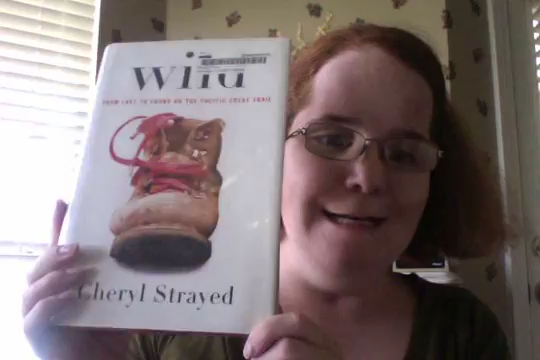 Wild
FROM LOST TO FOUND ON THE PACIFIC CREST TRAIL
Cheryl Strayed